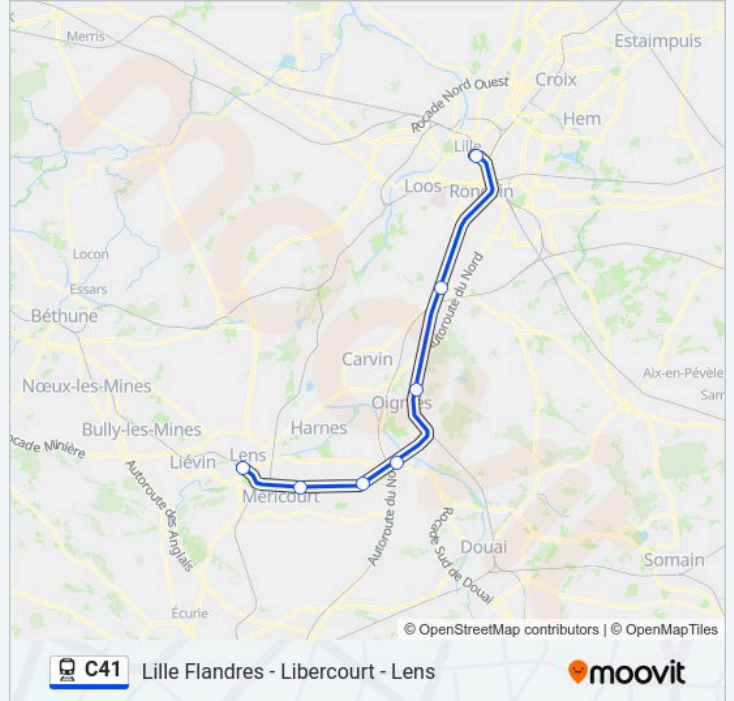 Merris
Estaimpuis
Croix
Rocade Nord Ouest
Hem
Lille
Loos
Ronchin
Locon
Essars
Autoroute du Nord
Béthune
Carvin
Aix-en-Pévèle
Nœux-les-Mines
Oignies
Bully-les-Mines
Harnes
Rocade Minière
Liévin
Lens
Méricourt
Autoroute des Anglais
Autoroute du Nord
Rocade Sud de Douai
Douai
Somain
Écurie
© OpenStreetMap contributors | © OpenMapTiles
C41 Lille Flandres - Libercourt - Lens
moovit